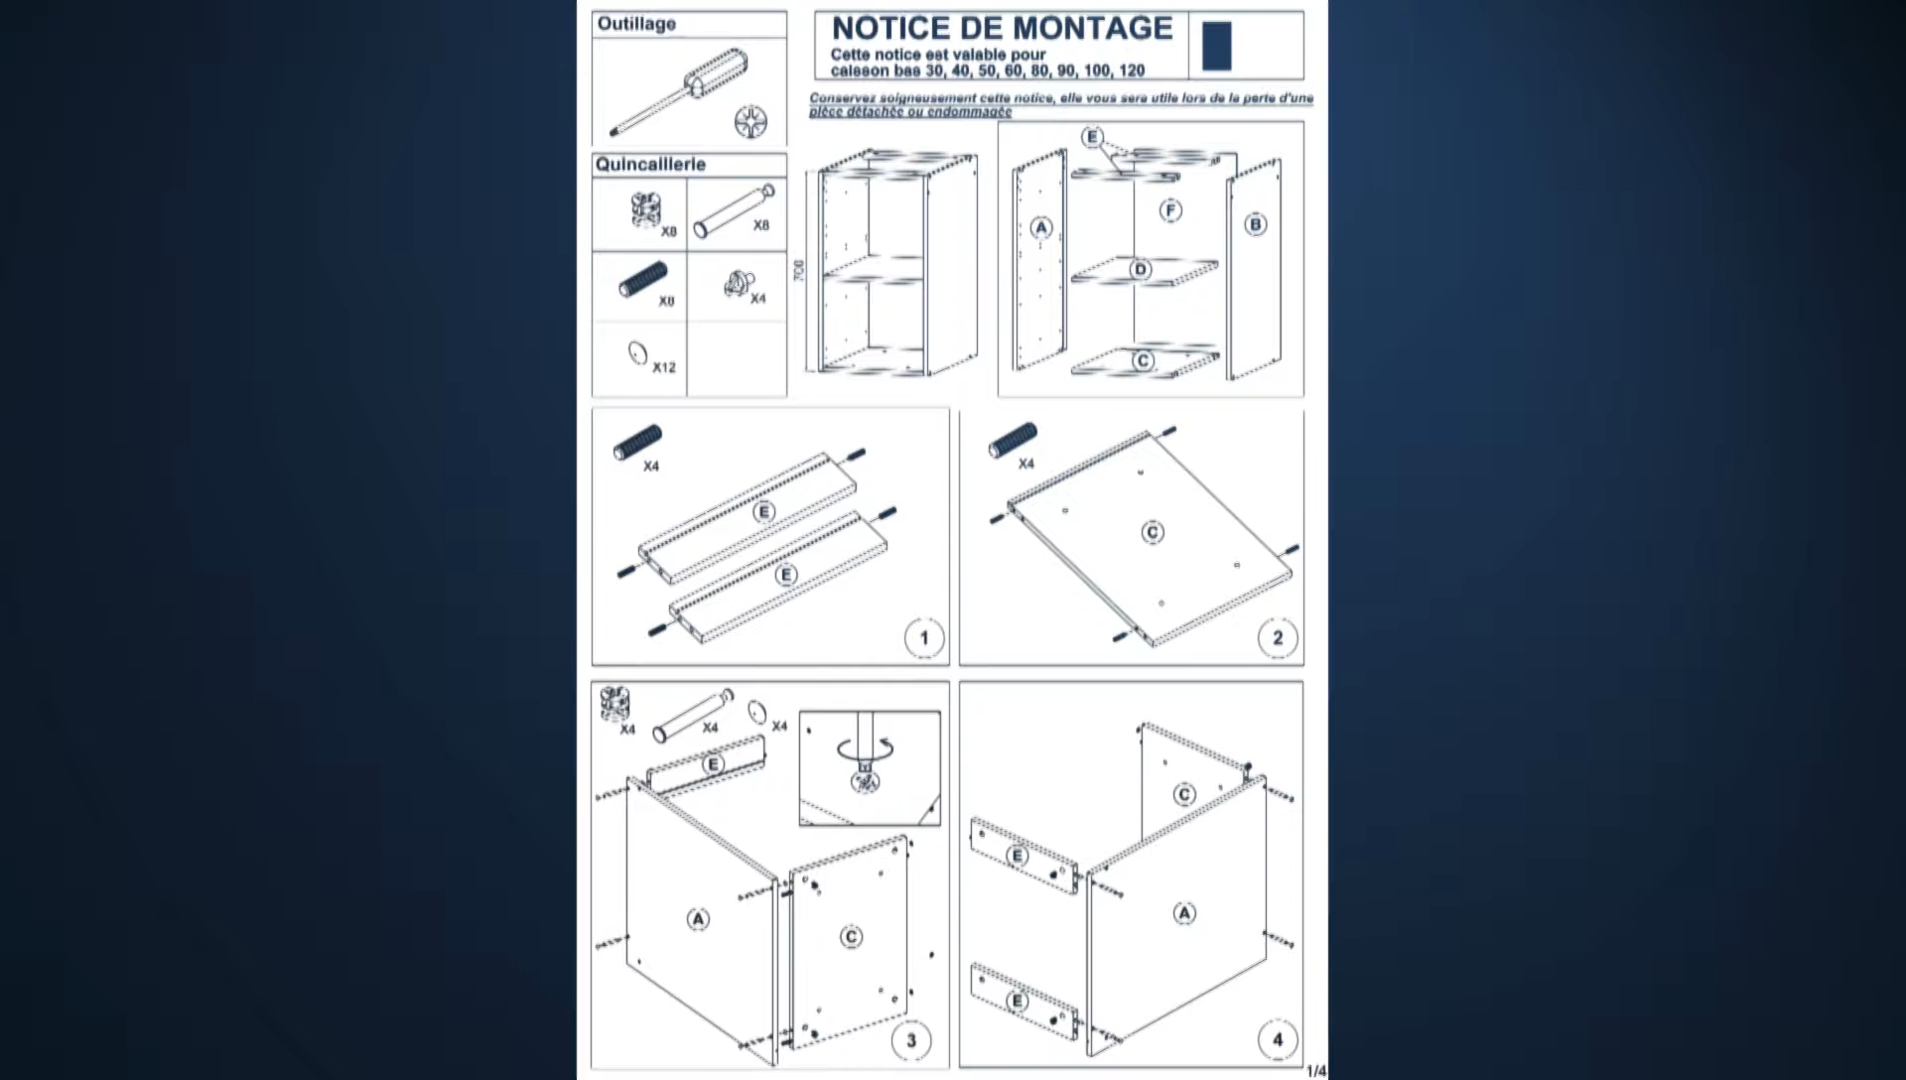 Outillage
NOTICE DE MONTAGE
Cette notice est valable pour
caisson bas 30, 40, 50, 60, 80, 90, 100, 120
Conservez soigneusement cette notice, elle vous sera utile lors de la perte d'une
pièce détachée ou endommagée
Quincaillerie
X8
X8
X8
X4
X12
700
E
A
F
B
D
C
X4
E
E
1
X4
C
2
X4
X4
X4
E
A
C
3
C
E
A
E
4
1/4